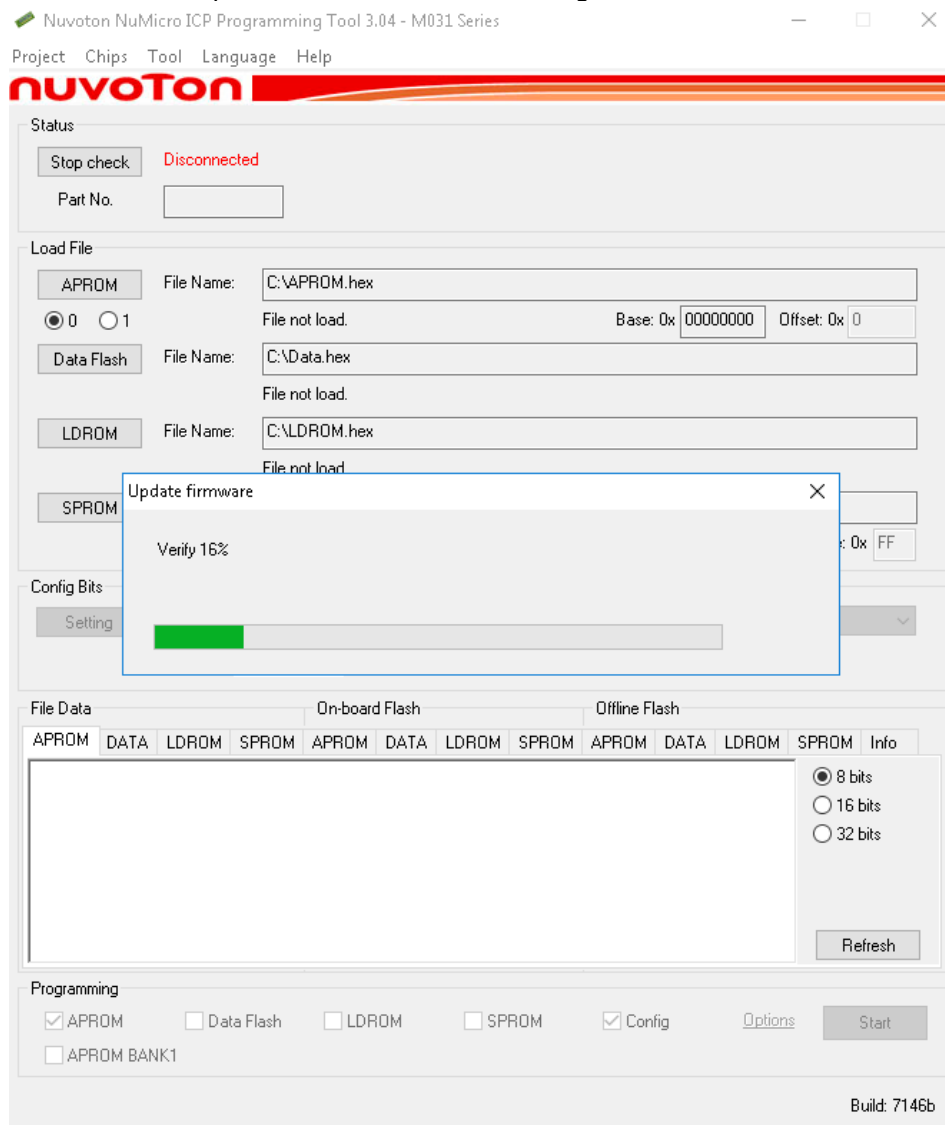 Nuvoton NuMicro ICP Programming Tool 3.04 - M031 Series
Project Chips Tool Language Help
nuvoTon
Status
Stop check Disconnected
Part No.
Load File
APROM File Name: C:\APROM.hex
0 1 File not load. Base: 0x 00000000 Offset: 0x 0
Data Flash File Name: C:\Data.hex
File not load.
LDROM File Name: C:\LDROM.hex
File not load
Update firmware
SPROM
Verify 16%
: 0x FF
Config Bits
Setting
File Data On-board Flash Offline Flash
APROM DATA LDROM SPROM APROM DATA LDROM SPROM APROM DATA LDROM SPROM Info
8 bits
16 bits
32 bits
Refresh
Programming
APROM Data Flash LDROM SPROM Config Options Start
APROM BANK1
Build: 7146b